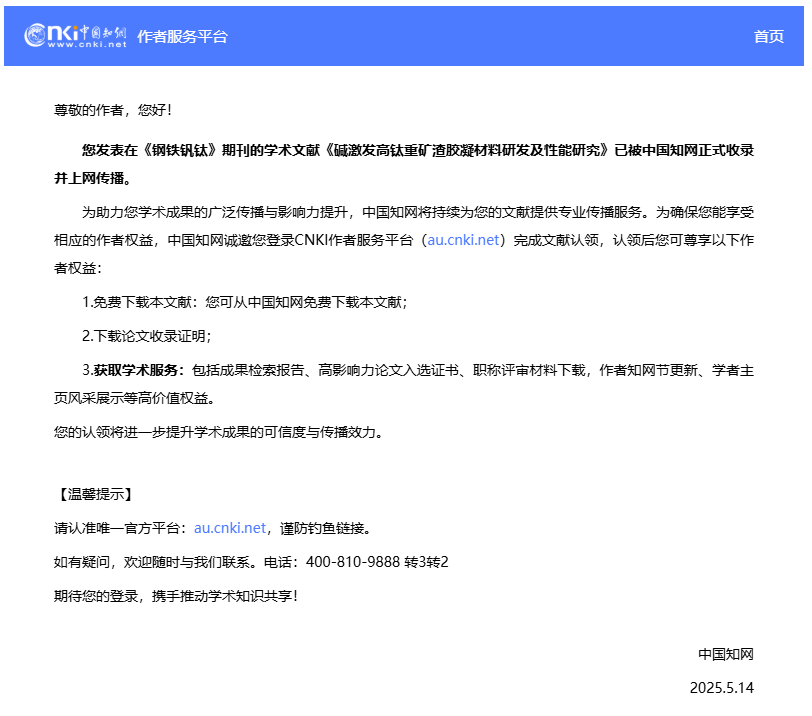 cnki中国知网
www.cnki.net
作者服务平台
首页
尊敬的作者，您好！
您发表在《钢铁钒钛》期刊的学术文献《碱激发高钛重矿渣胶凝材料研发及性能研究》已被中国知网正式收录
并上网传播。
为助力您学术成果的广泛传播与影响力提升，中国知网将持续为您的文献提供专业传播服务。为确保您能享受
相应的作者权益，中国知网诚邀您登录CNKI作者服务平台（au.cnki.net）完成文献认领，认领后您可尊享以下作
者权益：
1.免费下载本文献：您可从中国知网免费下载本文献；
2.下载论文收录证明；
3.获取学术服务：包括成果检索报告、高影响力论文入选证书、职称评审材料下载，作者知网节更新、学者主
页风采展示等高价值权益。
您的认领将进一步提升学术成果的可信度与传播效力。
【温馨提示】
请认准唯一官方平台：au.cnki.net，谨防钓鱼链接。
如有疑问，欢迎随时与我们联系。电话：400-810-9888 转3转2
期待您的登录，携手推动学术知识共享！
中国知网
2025.5.14